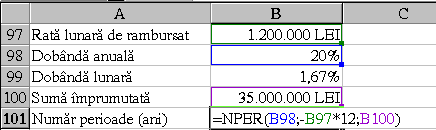 A B C
97 Rată lunară de rambursat 1.200.000 LEI
98 Dobândă anuală 20%
99 Dobândă lunară 1,67%
100 Sumă împrumutată 35.000.000 LEI
101 Număr perioade (ani) =NPER(B98;-B97*12;B100)